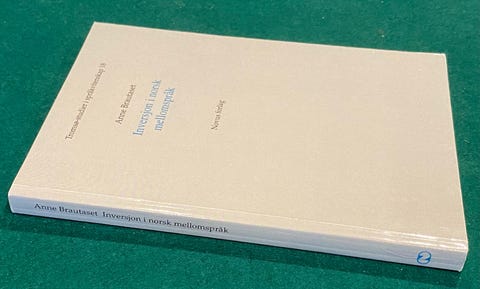 Tromsø-studier i språkvitenskap 18
Anne Brautaset
Inversjon i norsk
mellomspråk
Novus forlag
Anne Brautaset Inversjon i norsk mellomspråk